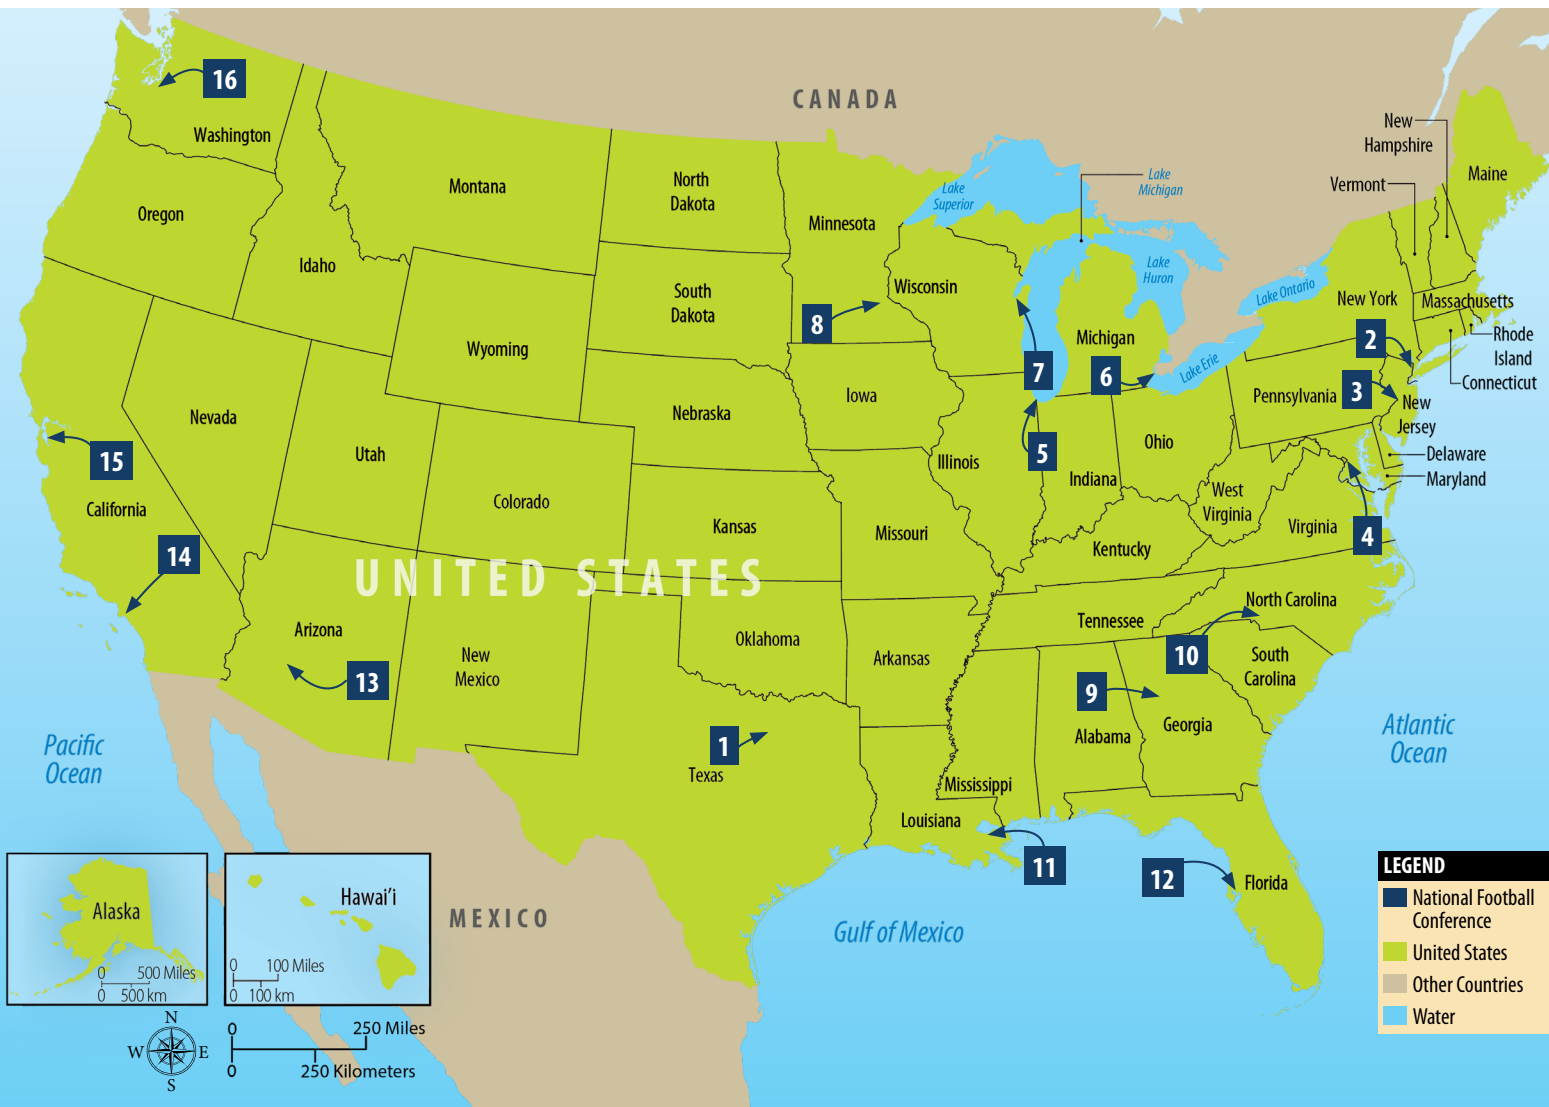 CANADA
16
Washington
Montana
North
Dakota
Minnesota
Lake
Superior
Lake
Michigan
New
Hampshire
Vermont
Maine
Oregon
Idaho
South
Dakota
Wisconsin
8
Lake
Huron
Lake Ontario
New York
Massachusetts
Wyoming
Michigan
2
Rhode
Island
Connecticut
7
6
Lake Erie
Iowa
Pennsylvania
3
New
Jersey
Nevada
Nebraska
Utah
Ohio
15
Illinois
5
Indiana
Delaware
Maryland
California
Colorado
West
Virginia
Kansas
Missouri
Virginia
4
14
Kentucky
UNITED STATES
Arizona
Oklahoma
Tennessee
North Carolina
New
Mexico
Arkansas
10
South
Carolina
13
9
Georgia
Alabama
1
Texas
Pacific
Ocean
Atlantic
Ocean
Mississippi
Louisiana
11
12
Florida
Gulf of Mexico
MEXICO
Alaska
0 500 Miles
0 500 km
Hawai’i
0 100 Miles
0 100 km
N
W E
S
0 250 Miles
0 250 Kilometers
LEGEND
National Football
Conference
United States
Other Countries
Water